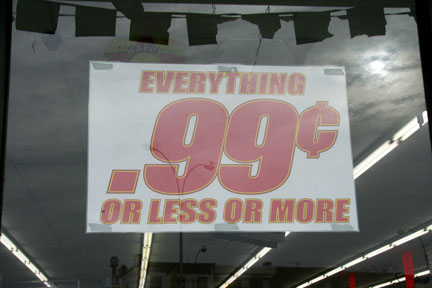 EVERYTHING
.99¢
OR LESS OR MORE